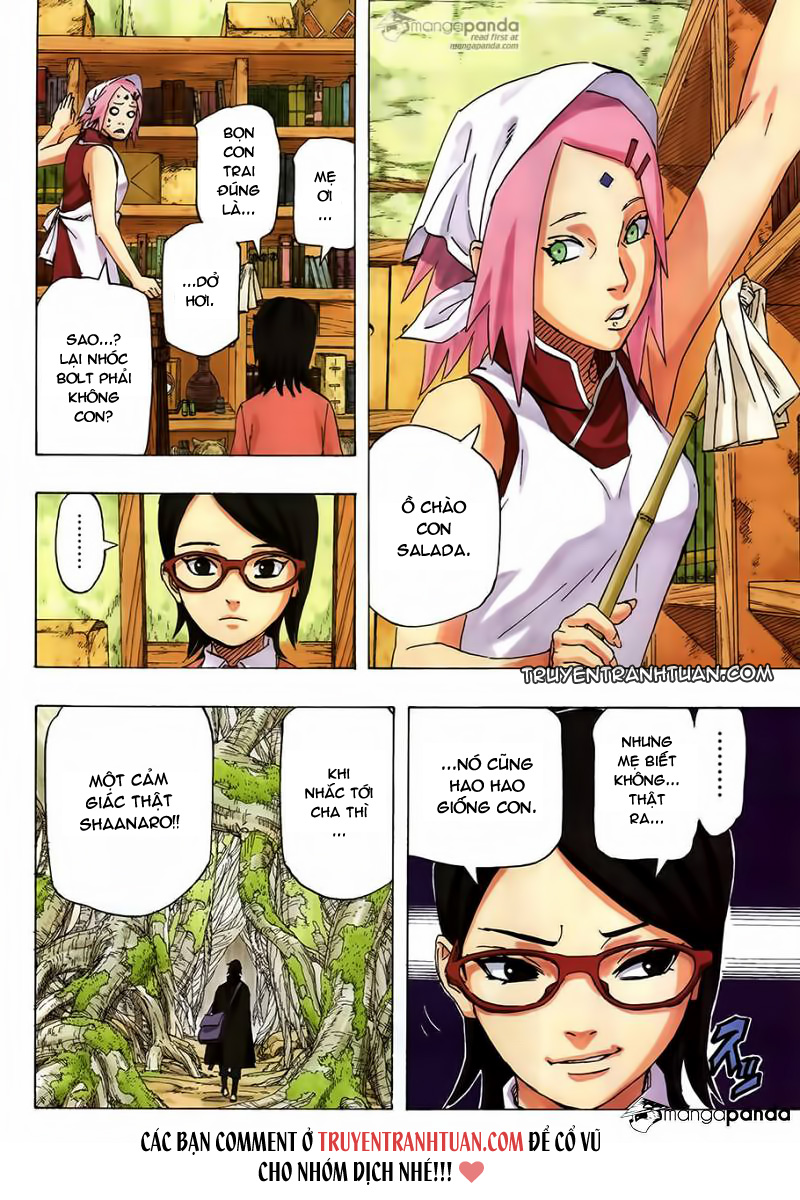 mangapanda
read first at
mangapanda.com
Ồ CHÀO
CON
SALADA.
MẸ
ƠI
...
BỌN
CON
TRAI
ĐÚNG
LÀ...
...DỞ
HƠI.
SAO...?
LẠI NHỐC
BOLT PHẢI
KHÔNG
CON?
.........
TRUYENTRANHTUAN.COM
.........
NHƯNG
MẸ BIẾT
KHÔNG...
THẬT
RA...
...NÓ CŨNG
HAO HAO
GIỐNG CON.
ズッ
KHI
NHẮC TỚI
CHA THÌ
...
MỘT CẢM
GIÁC THẬT
SHAANARO!!
mangapanda
CÁC BẠN COMMENT Ở TRUYENTRANHTUAN.COM ĐỂ CỔ VŨ
CHO NHÓM DỊCH NHÉ!!!